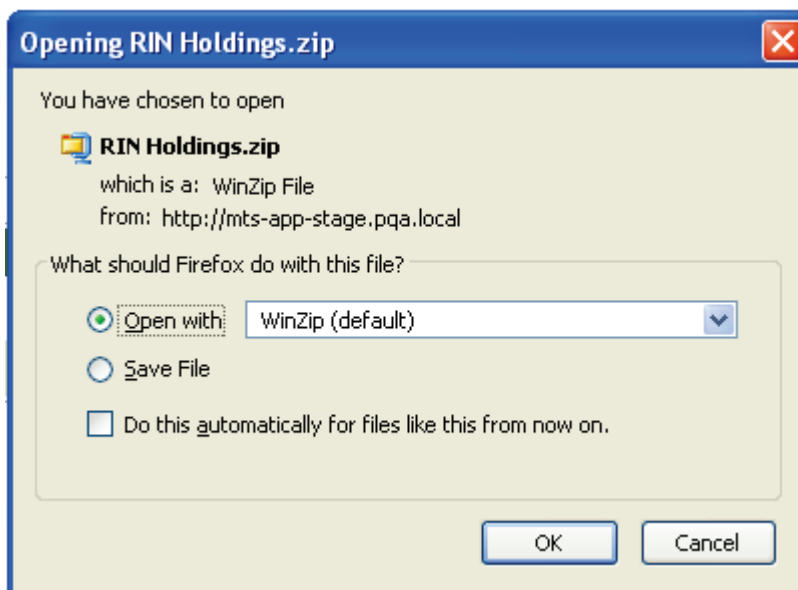 Opening RIN Holdings.zip
You have chosen to open
RIN Holdings.zip
which is a: WinZip File
from: http://mts-app-stage.pqa.local
What should Firefox do with this file?
Open with WinZip (default)
Save File
Do this automatically for files like this from now on.
OK Cancel